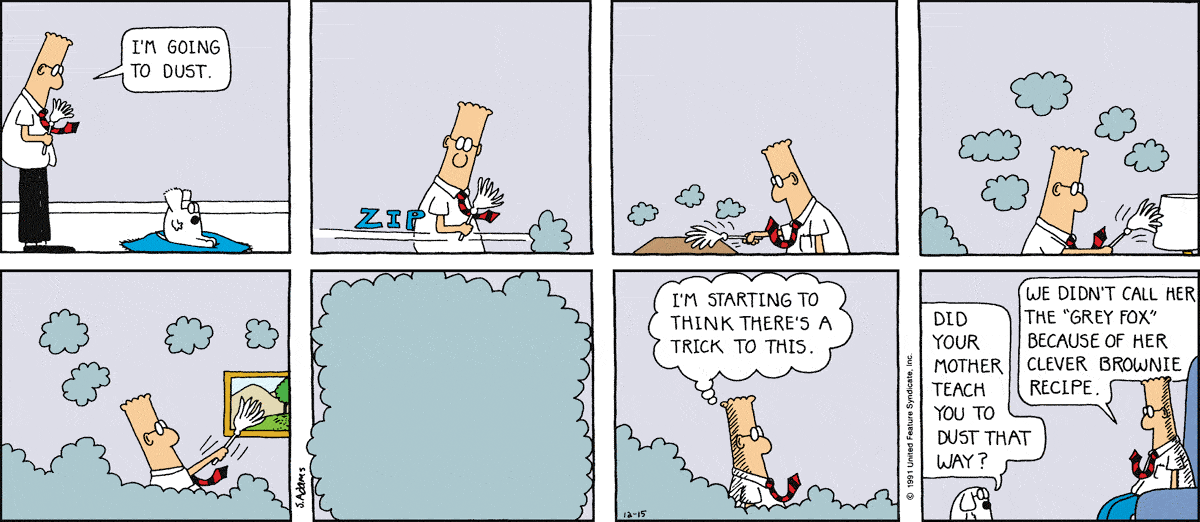 I'M GOING
TO DUST.
ZIP
S.Adams
I'M STARTING TO
THINK THERE'S A
TRICK TO THIS.
12-15
© 1991 United Feature Syndicate, Inc.
DID
YOUR
MOTHER
TEACH
YOU TO
DUST THAT
WAY?
WE DIDN'T CALL HER
THE "GREY FOX"
BECAUSE OF HER
CLEVER BROWNIE
RECIPE.